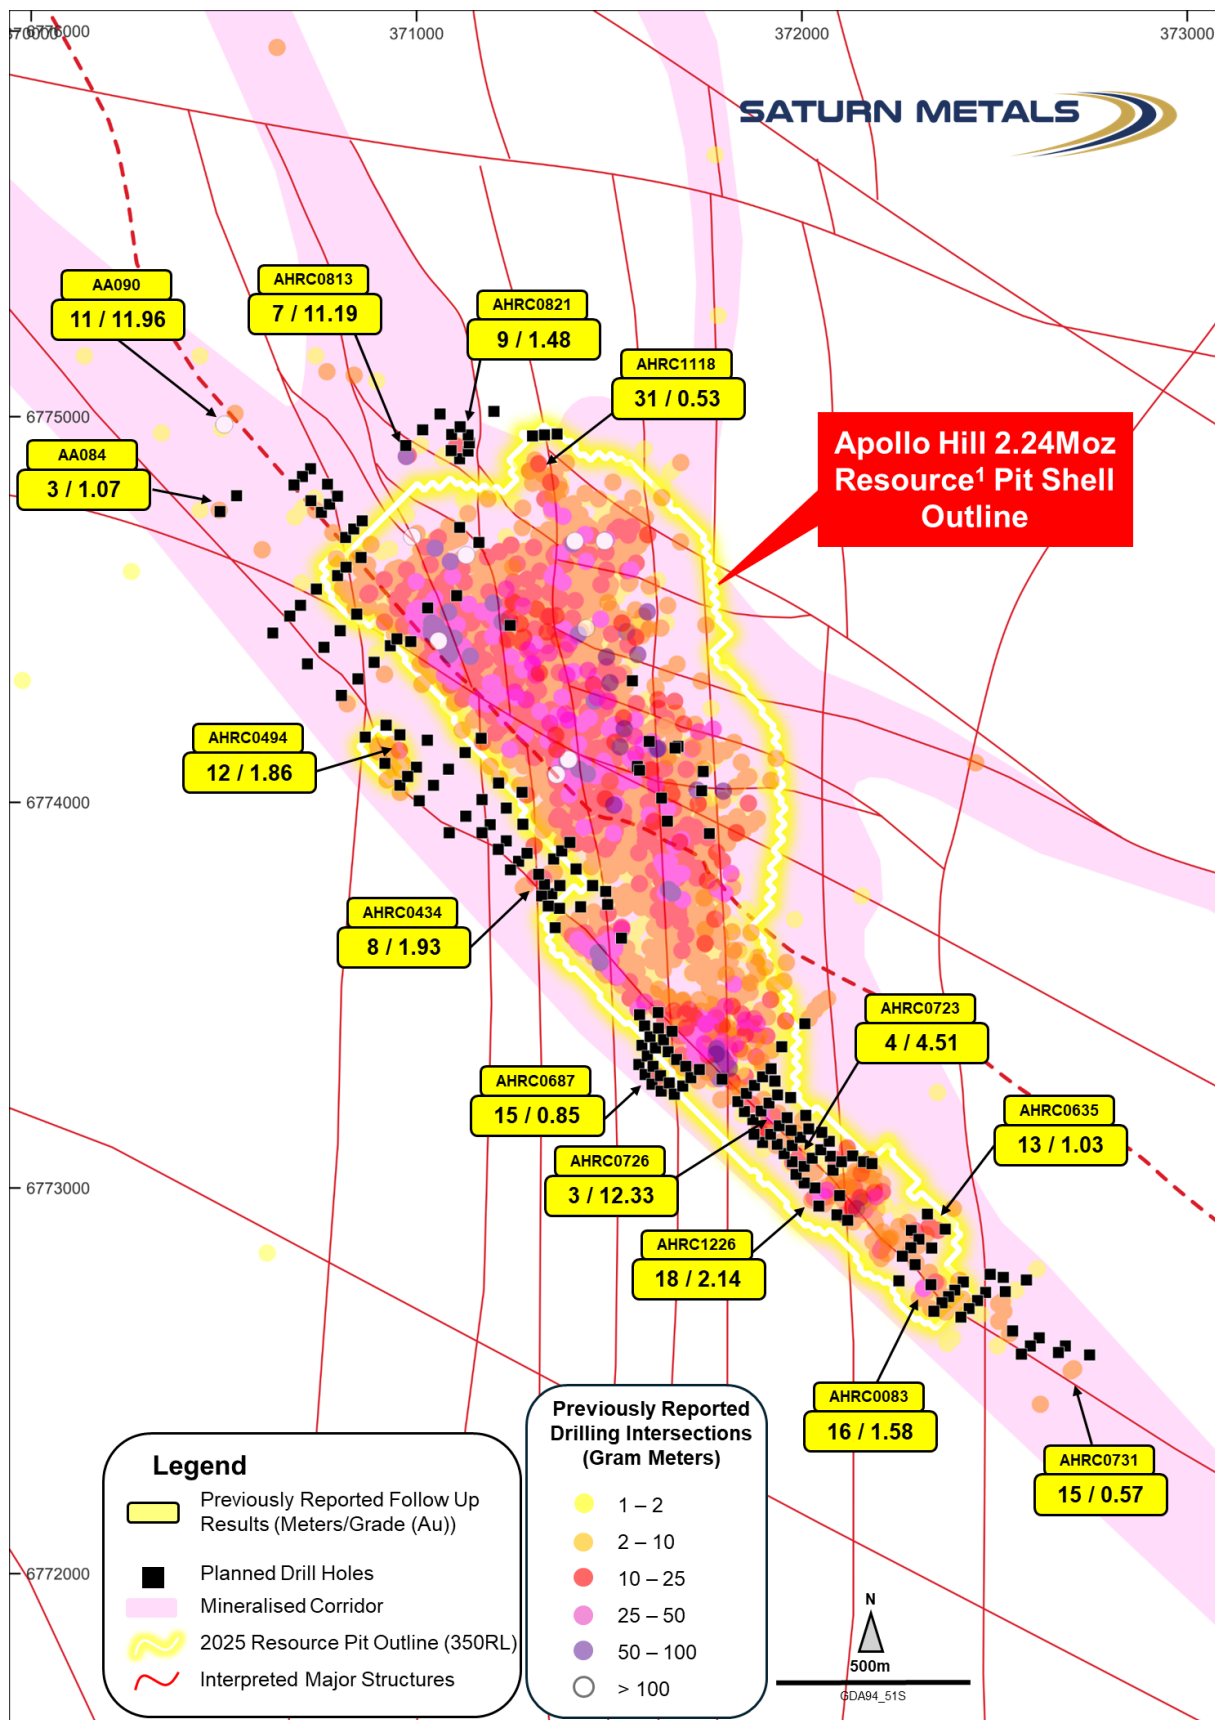 370000
371000
372000
373000
6776000
SATURN METALS
AA090
11 / 11.96
AHRC0813
7 / 11.19
AHRC0821
9 / 1.48
AHRC1118
31 / 0.53
6775000
Apollo Hill 2.24Moz
Resource¹ Pit Shell
Outline
AA084
3 / 1.07
AHRC0494
12 / 1.86
6774000
AHRC0434
8 / 1.93
AHRC0723
4 / 4.51
AHRC0687
15 / 0.85
AHRC0635
13 / 1.03
AHRC0726
3 / 12.33
6773000
AHRC1226
18 / 2.14
AHRC0083
16 / 1.58
AHRC0731
15 / 0.57
6772000
Legend
Previously Reported Follow Up
Results (Meters/Grade (Au))
Planned Drill Holes
Mineralised Corridor
2025 Resource Pit Outline (350RL)
Interpreted Major Structures
Previously Reported
Drilling Intersections
(Gram Meters)
1 – 2
2 – 10
10 – 25
25 – 50
50 – 100
> 100
N
500m
GDA94_51S